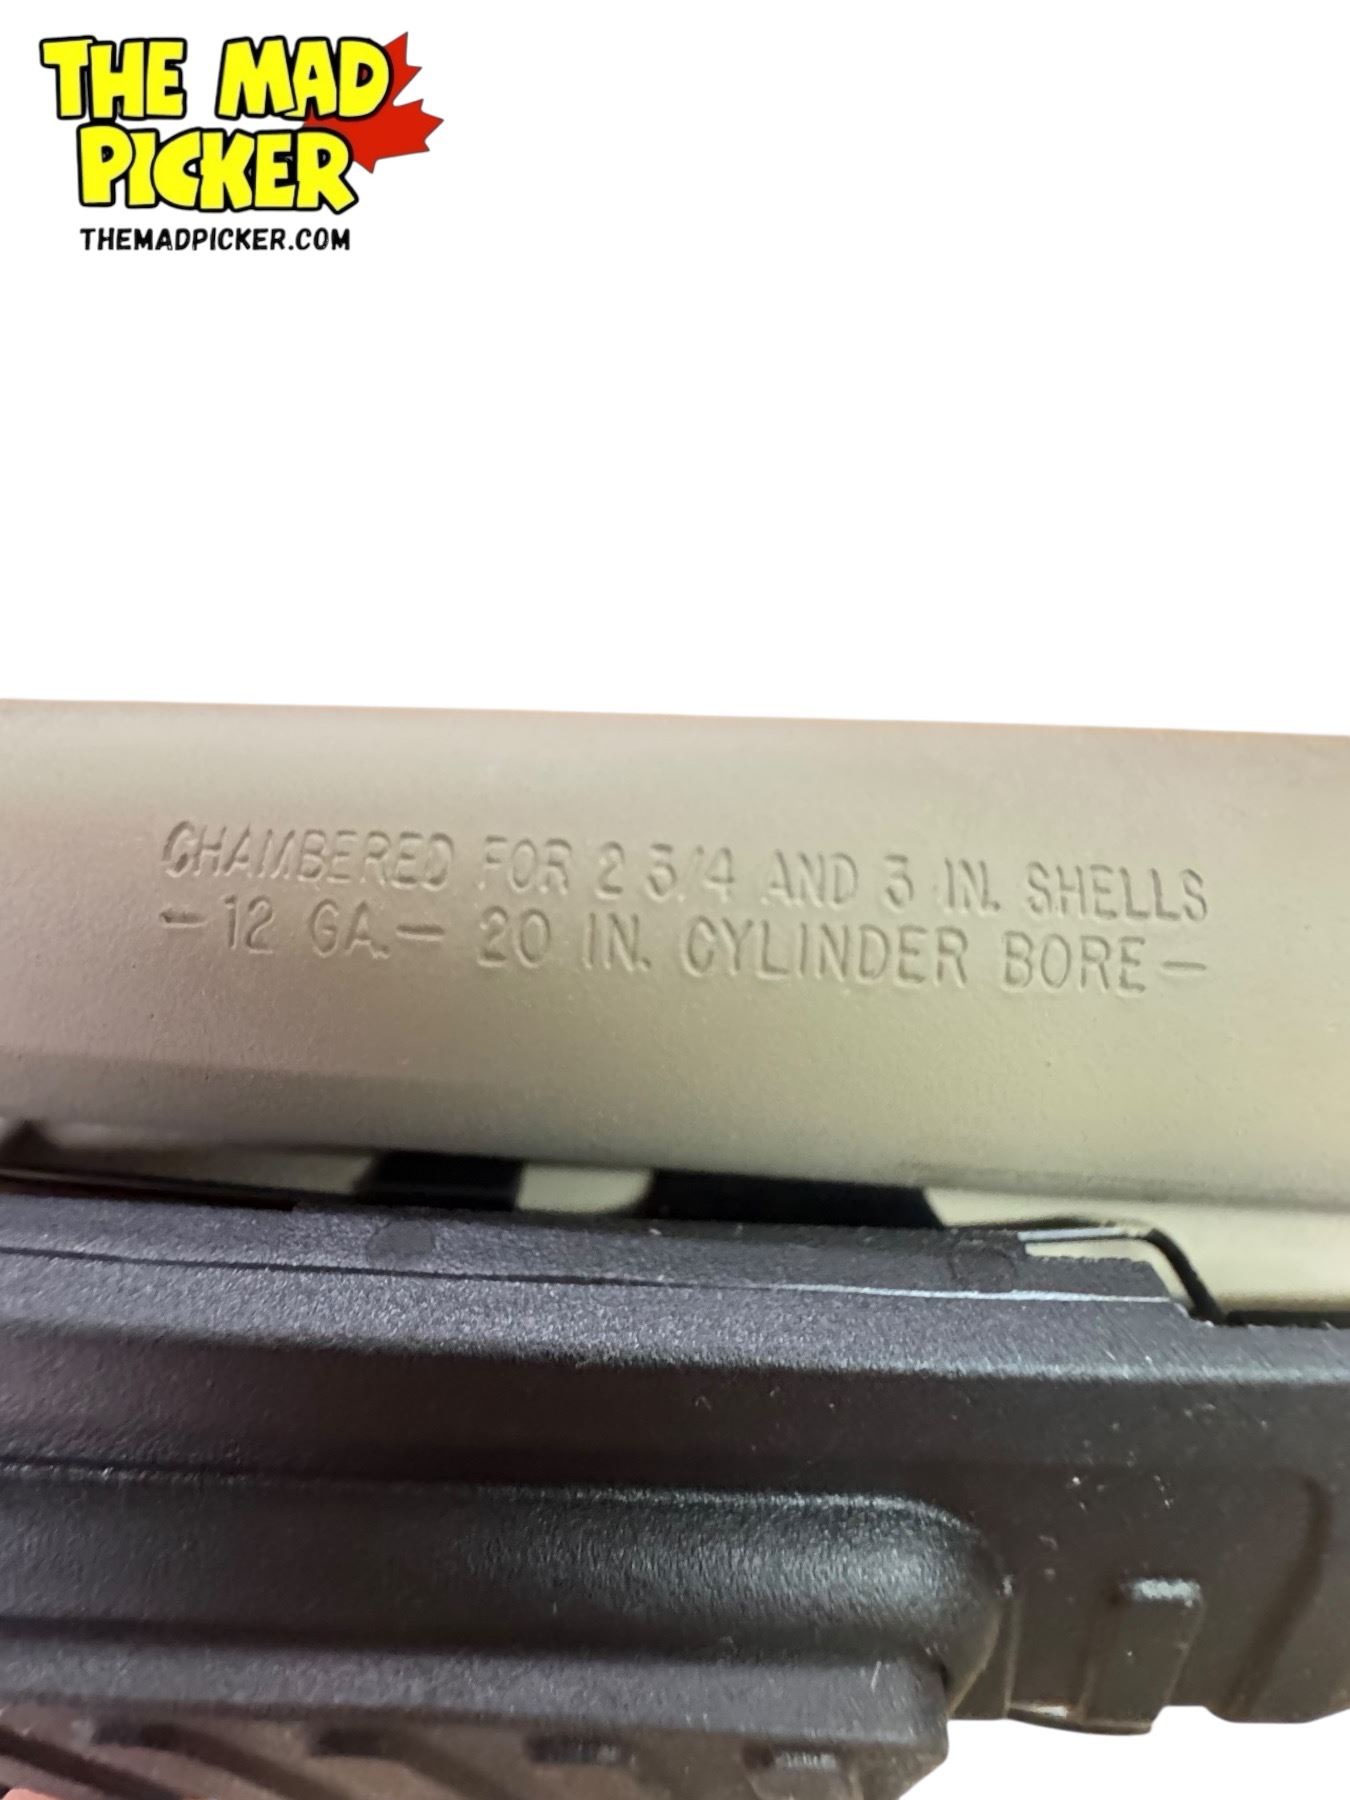 THE MAD
PICKER
THEMADPICKER.COM
CHAMBERED FOR 2 3/4 AND 3 IN. SHELLS
-12 GA.- 20 IN. CYLINDER BORE-